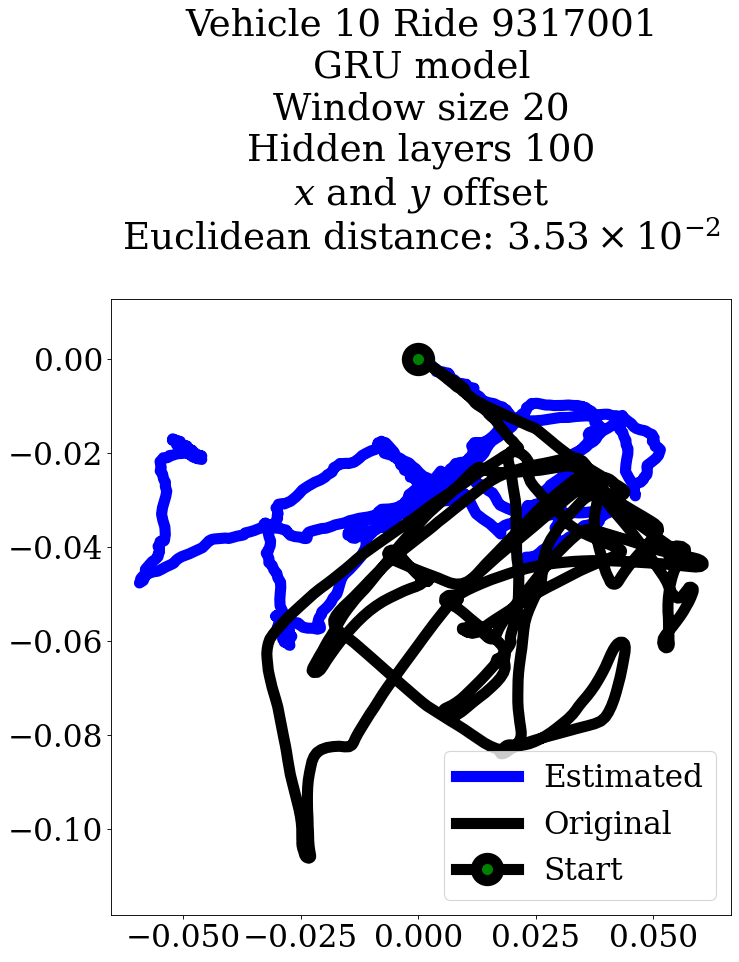 Vehicle 10 Ride 9317001
GRU model
Window size 20
Hidden layers 100
x and y offset
Euclidean distance: 3.53 × 10⁻²
0.00
−0.02
−0.04
−0.06
−0.08
−0.10
Estimated
Original
Start
−0.050 −0.025 0.000 0.025 0.050